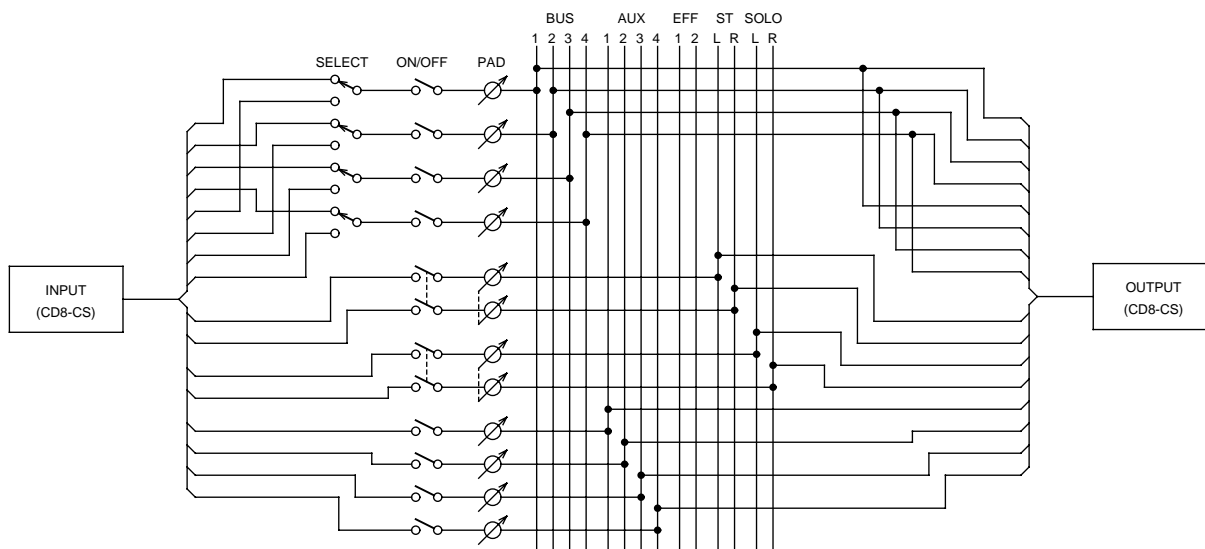 BUS AUX EFF ST SOLO
1 2 3 4 1 2 3 4 1 2 L R L R
SELECT ON/OFF PAD
INPUT
(CD8-CS)
OUTPUT
(CD8-CS)